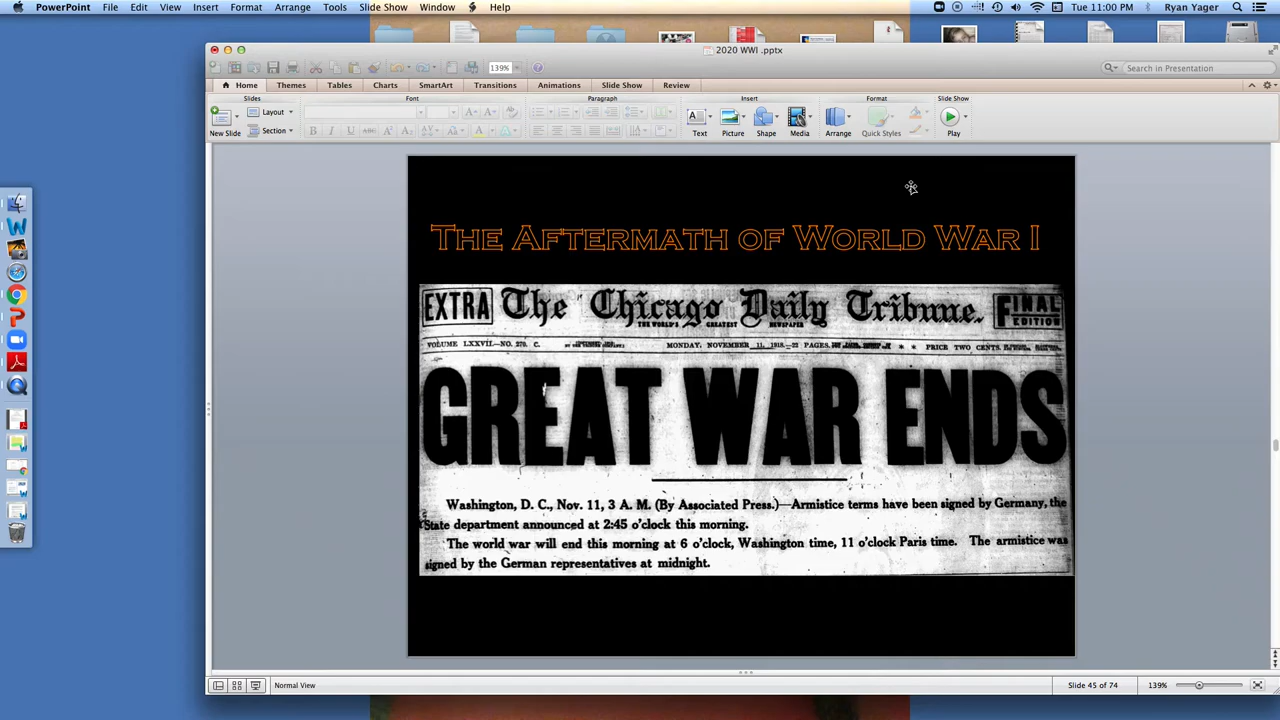 PowerPoint File Edit View Insert Format Arrange Tools Slide Show Window Help Tue 11:00 PM Ryan Yager
2020 WWI .pptx
139% Search in Presentation
Home Themes Tables Charts SmartArt Transitions Animations Slide Show Review
Slides Font Paragraph Insert Format Slide Show
Layout
Section
New Slide Text Picture Shape Media Arrange Quick Styles Play
The Aftermath of World War I
EXTRA The Chicago Daily Tribune. FINAL EDITION
THE WORLD'S GREATEST NEWSPAPER
VOLUME LXXVII.—NO. 270. C. MONDAY, NOVEMBER 11, 1918.—22 PAGES. * * PRICE TWO CENTS.
GREAT WAR ENDS
Washington, D. C., Nov. 11, 3 A. M. (By Associated Press.)—Armistice terms have been signed by Germany, the
State department announced at 2:45 o'clock this morning.
The world war will end this morning at 6 o'clock, Washington time, 11 o'clock Paris time. The armistice was
signed by the German representatives at midnight.
Normal View Slide 45 of 74 139%